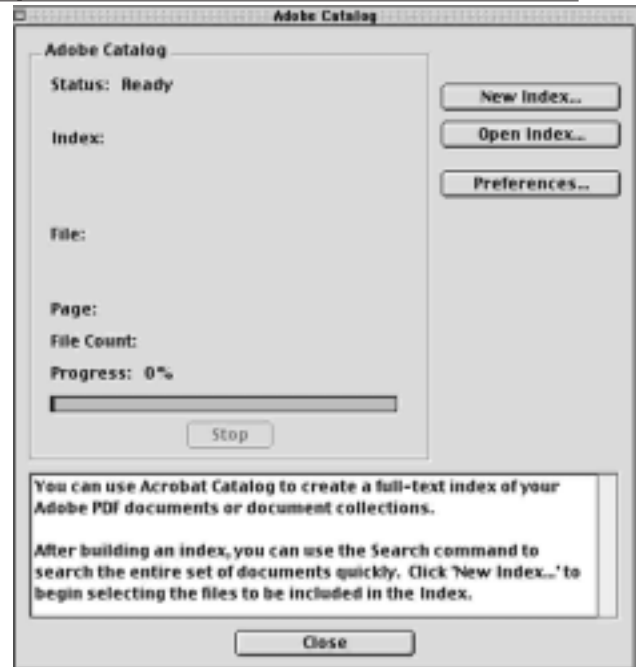 Adobe Catalog
Adobe Catalog
Status: Ready
New Index...
Index:
Open Index...
Preferences...
File:
Page:
File Count:
Progress: 0%
Stop
You can use Acrobat Catalog to create a full-text index of your
Adobe PDF documents or document collections.
After building an index, you can use the Search command to
search the entire set of documents quickly. Click 'New Index...' to
begin selecting the files to be included in the Index.
Close